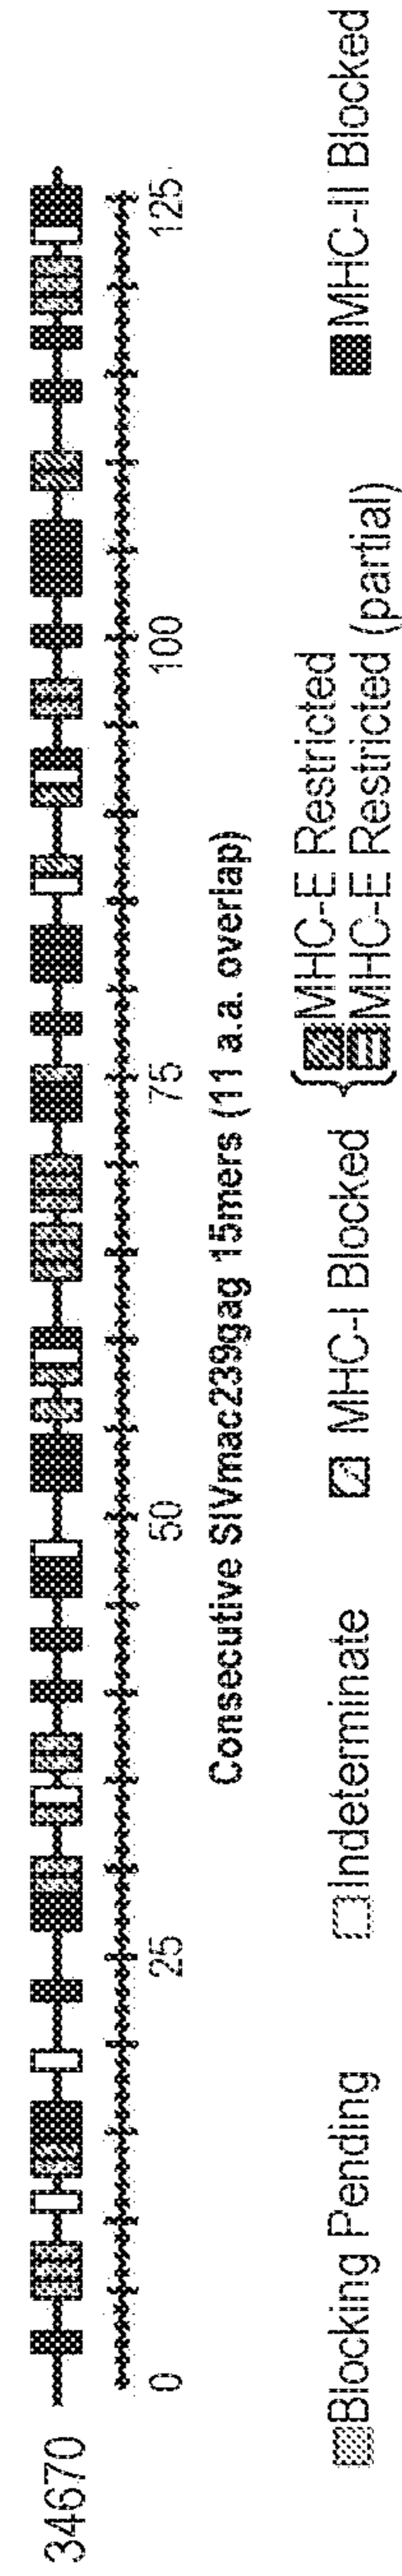 34670
0 25 50 75 100 125
Consecutive SIVmac239gag 15mers (11 a.a. overlap)
Blocking Pending Indeterminate MHC-I Blocked MHC-E Restricted MHC-II Blocked
MHC-E Restricted (partial)